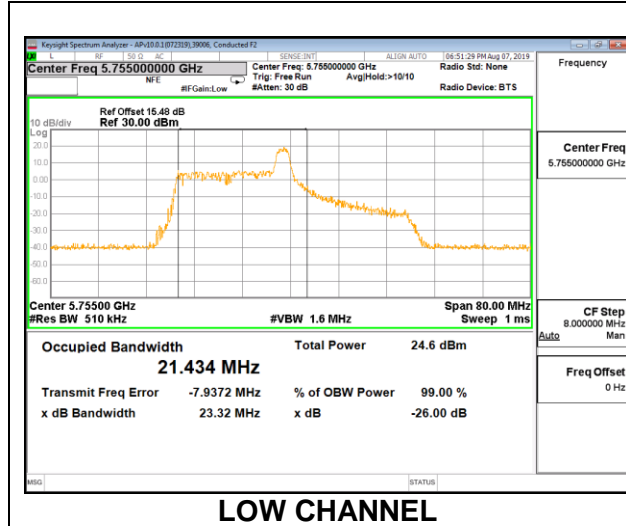 Keysight Spectrum Analyzer - APv10.0.1(072319),39006, Conducted F2
L RF 50 Ω AC SENSE:INT ALIGN AUTO 06:51:29 PM Aug 07, 2019
Center Freq 5.755000000 GHz
Center Freq: 5.755000000 GHz
Radio Std: None
NFE
Trig: Free Run Avg|Hold:>10/10
#IFGain:Low
#Atten: 30 dB
Radio Device: BTS
Frequency
Ref Offset 15.48 dB
10 dB/div Ref 30.00 dBm
Log
20.0
10.0
0.00
-10.0
-20.0
-30.0
-40.0
-50.0
-60.0
Center Freq
5.755000000 GHz
Center 5.75500 GHz Span 80.00 MHz
#Res BW 510 kHz #VBW 1.6 MHz Sweep 1 ms
CF Step
8.000000 MHz
Auto Man
Freq Offset
0 Hz
Occupied Bandwidth Total Power 24.6 dBm
21.434 MHz
Transmit Freq Error -7.9372 MHz % of OBW Power 99.00 %
x dB Bandwidth 23.32 MHz x dB -26.00 dB
MSG STATUS
LOW CHANNEL